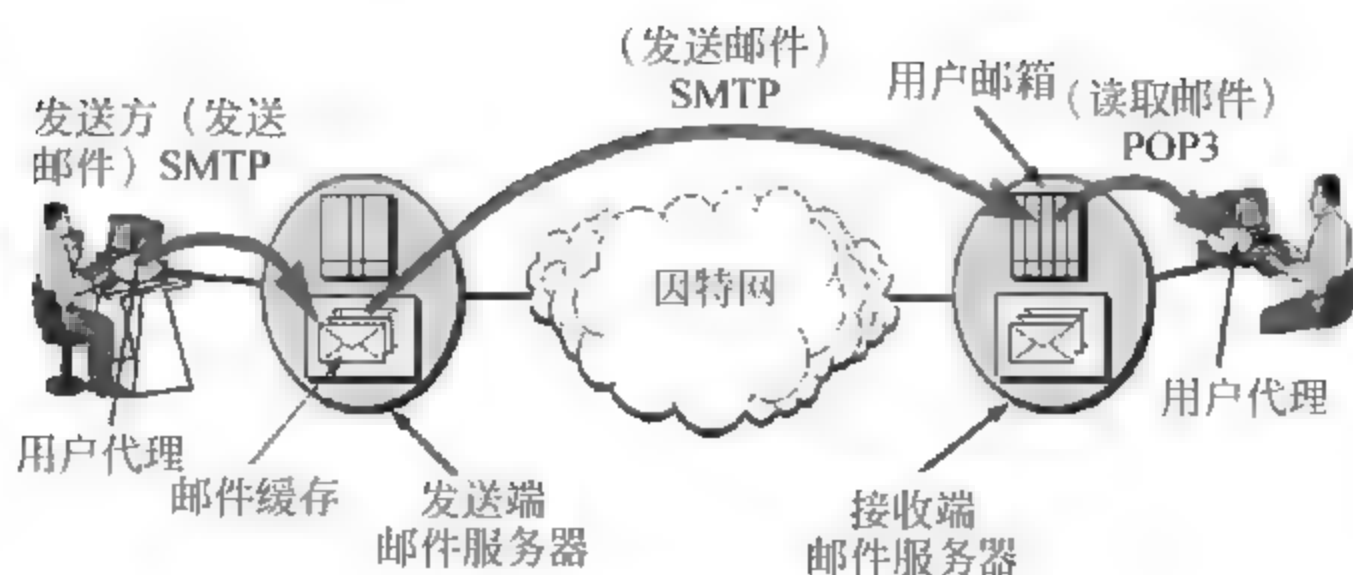 （发送邮件）
SMTP
用户邮箱
（读取邮件）
POP3
发送方（发送
邮件）SMTP
因特网
用户代理
邮件缓存
发送端
邮件服务器
接收端
邮件服务器
用户代理